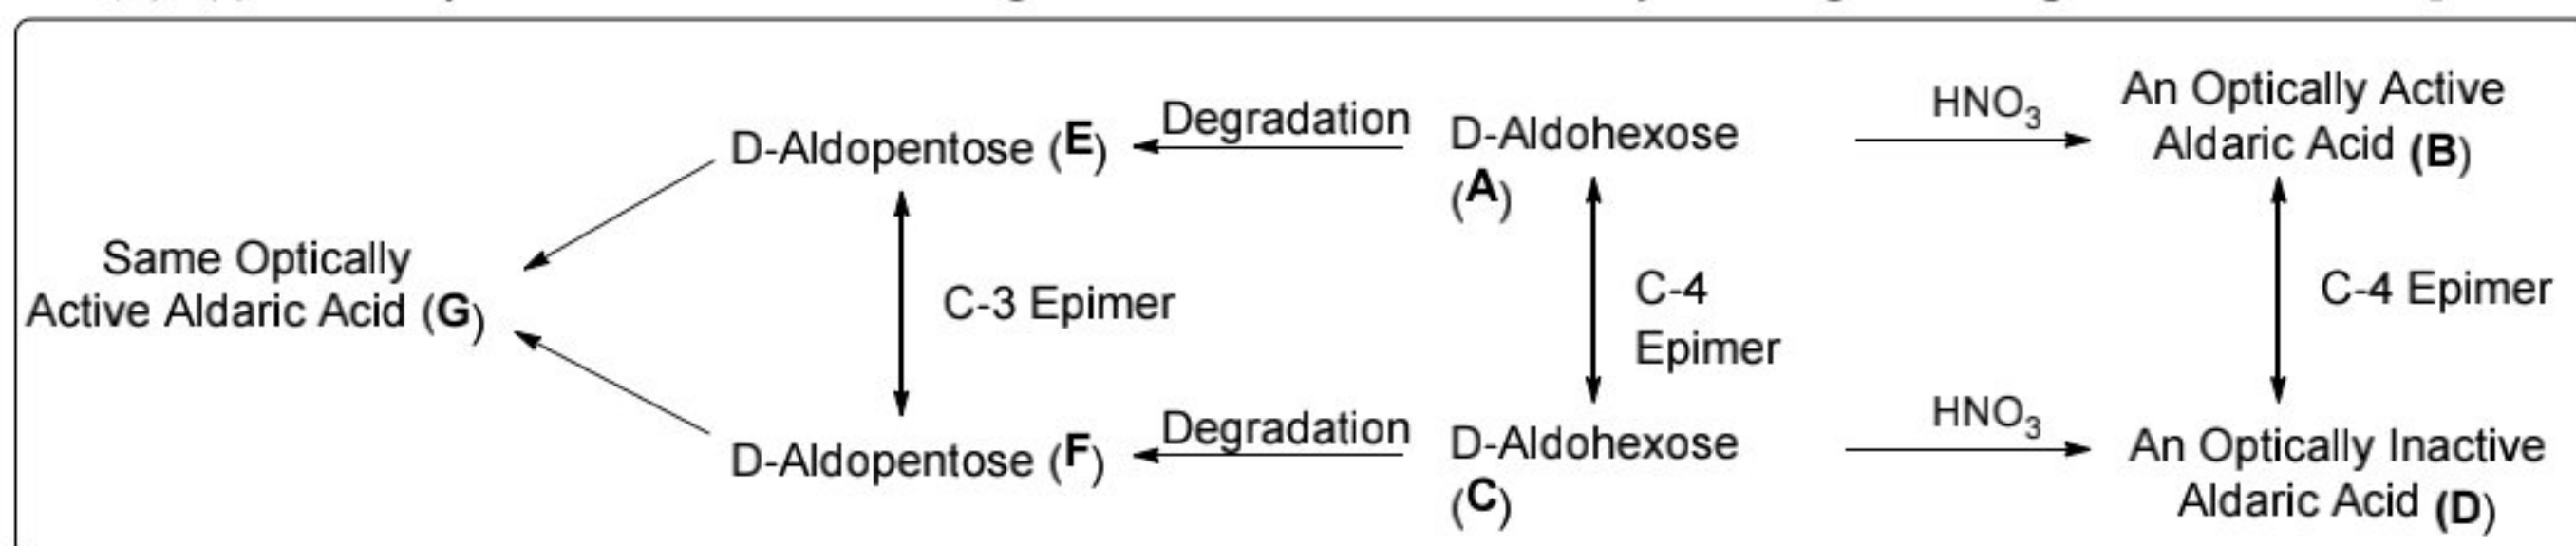 An Optically Active
Aldaric Acid (B)
HNO3
D-Aldohexose
(A)
Degradation
D-Aldopentose (E)
Same Optically
Active Aldaric Acid (G)
C-3 Epimer
C-4
Epimer
C-4 Epimer
D-Aldopentose (F)
Degradation
D-Aldohexose
(C)
HNO3
An Optically Inactive
Aldaric Acid (D)